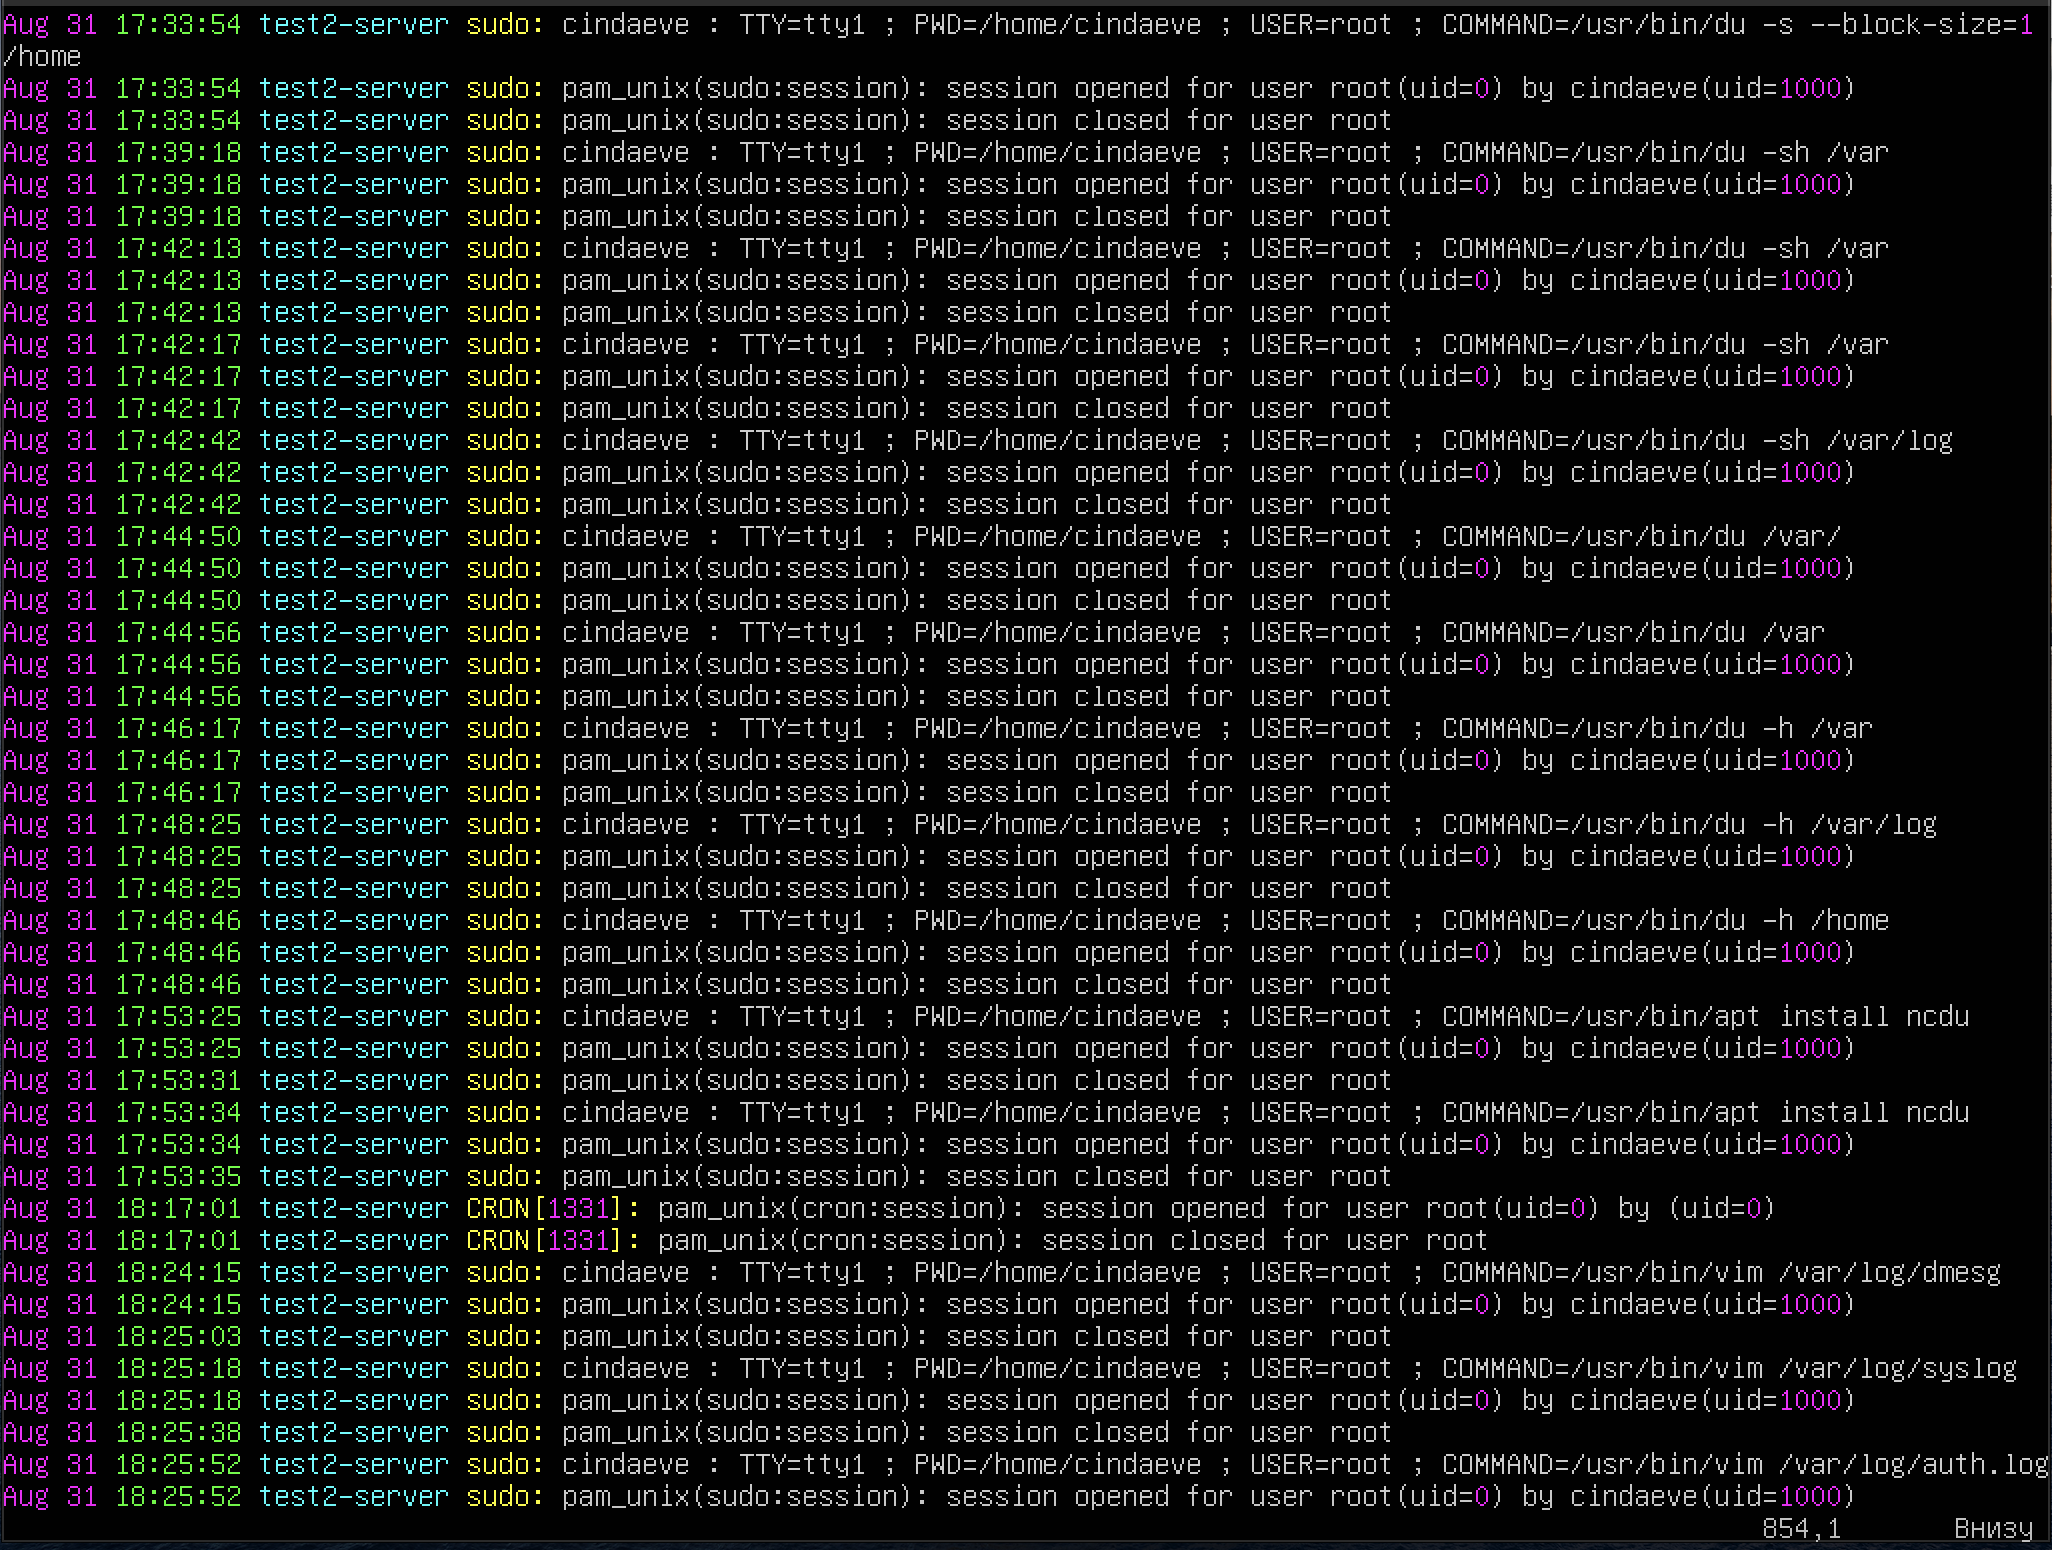 Aug 31 17:33:54 test2-server sudo: cindaeve : TTY=tty1 ; PWD=/home/cindaeve ; USER=root ; COMMAND=/usr/bin/du -s --block-size=1
/home
Aug 31 17:33:54 test2-server sudo: pam_unix(sudo:session): session opened for user root(uid=0) by cindaeve(uid=1000)
Aug 31 17:33:54 test2-server sudo: pam_unix(sudo:session): session closed for user root
Aug 31 17:39:18 test2-server sudo: cindaeve : TTY=tty1 ; PWD=/home/cindaeve ; USER=root ; COMMAND=/usr/bin/du -sh /var
Aug 31 17:39:18 test2-server sudo: pam_unix(sudo:session): session opened for user root(uid=0) by cindaeve(uid=1000)
Aug 31 17:39:18 test2-server sudo: pam_unix(sudo:session): session closed for user root
Aug 31 17:42:13 test2-server sudo: cindaeve : TTY=tty1 ; PWD=/home/cindaeve ; USER=root ; COMMAND=/usr/bin/du -sh /var
Aug 31 17:42:13 test2-server sudo: pam_unix(sudo:session): session opened for user root(uid=0) by cindaeve(uid=1000)
Aug 31 17:42:13 test2-server sudo: pam_unix(sudo:session): session closed for user root
Aug 31 17:42:17 test2-server sudo: cindaeve : TTY=tty1 ; PWD=/home/cindaeve ; USER=root ; COMMAND=/usr/bin/du -sh /var
Aug 31 17:42:17 test2-server sudo: pam_unix(sudo:session): session opened for user root(uid=0) by cindaeve(uid=1000)
Aug 31 17:42:17 test2-server sudo: pam_unix(sudo:session): session closed for user root
Aug 31 17:42:42 test2-server sudo: cindaeve : TTY=tty1 ; PWD=/home/cindaeve ; USER=root ; COMMAND=/usr/bin/du -sh /var/log
Aug 31 17:42:42 test2-server sudo: pam_unix(sudo:session): session opened for user root(uid=0) by cindaeve(uid=1000)
Aug 31 17:42:42 test2-server sudo: pam_unix(sudo:session): session closed for user root
Aug 31 17:44:50 test2-server sudo: cindaeve : TTY=tty1 ; PWD=/home/cindaeve ; USER=root ; COMMAND=/usr/bin/du /var/
Aug 31 17:44:50 test2-server sudo: pam_unix(sudo:session): session opened for user root(uid=0) by cindaeve(uid=1000)
Aug 31 17:44:50 test2-server sudo: pam_unix(sudo:session): session closed for user root
Aug 31 17:44:56 test2-server sudo: cindaeve : TTY=tty1 ; PWD=/home/cindaeve ; USER=root ; COMMAND=/usr/bin/du /var
Aug 31 17:44:56 test2-server sudo: pam_unix(sudo:session): session opened for user root(uid=0) by cindaeve(uid=1000)
Aug 31 17:44:56 test2-server sudo: pam_unix(sudo:session): session closed for user root
Aug 31 17:46:17 test2-server sudo: cindaeve : TTY=tty1 ; PWD=/home/cindaeve ; USER=root ; COMMAND=/usr/bin/du -h /var
Aug 31 17:46:17 test2-server sudo: pam_unix(sudo:session): session opened for user root(uid=0) by cindaeve(uid=1000)
Aug 31 17:46:17 test2-server sudo: pam_unix(sudo:session): session closed for user root
Aug 31 17:48:25 test2-server sudo: cindaeve : TTY=tty1 ; PWD=/home/cindaeve ; USER=root ; COMMAND=/usr/bin/du -h /var/log
Aug 31 17:48:25 test2-server sudo: pam_unix(sudo:session): session opened for user root(uid=0) by cindaeve(uid=1000)
Aug 31 17:48:25 test2-server sudo: pam_unix(sudo:session): session closed for user root
Aug 31 17:48:46 test2-server sudo: cindaeve : TTY=tty1 ; PWD=/home/cindaeve ; USER=root ; COMMAND=/usr/bin/du -h /home
Aug 31 17:48:46 test2-server sudo: pam_unix(sudo:session): session opened for user root(uid=0) by cindaeve(uid=1000)
Aug 31 17:48:46 test2-server sudo: pam_unix(sudo:session): session closed for user root
Aug 31 17:53:25 test2-server sudo: cindaeve : TTY=tty1 ; PWD=/home/cindaeve ; USER=root ; COMMAND=/usr/bin/apt install ncdu
Aug 31 17:53:25 test2-server sudo: pam_unix(sudo:session): session opened for user root(uid=0) by cindaeve(uid=1000)
Aug 31 17:53:31 test2-server sudo: pam_unix(sudo:session): session closed for user root
Aug 31 17:53:34 test2-server sudo: cindaeve : TTY=tty1 ; PWD=/home/cindaeve ; USER=root ; COMMAND=/usr/bin/apt install ncdu
Aug 31 17:53:34 test2-server sudo: pam_unix(sudo:session): session opened for user root(uid=0) by cindaeve(uid=1000)
Aug 31 17:53:35 test2-server sudo: pam_unix(sudo:session): session closed for user root
Aug 31 18:17:01 test2-server CRON[1331]: pam_unix(cron:session): session opened for user root(uid=0) by (uid=0)
Aug 31 18:17:01 test2-server CRON[1331]: pam_unix(cron:session): session closed for user root
Aug 31 18:24:15 test2-server sudo: cindaeve : TTY=tty1 ; PWD=/home/cindaeve ; USER=root ; COMMAND=/usr/bin/vim /var/log/dmesg
Aug 31 18:24:15 test2-server sudo: pam_unix(sudo:session): session opened for user root(uid=0) by cindaeve(uid=1000)
Aug 31 18:25:03 test2-server sudo: pam_unix(sudo:session): session closed for user root
Aug 31 18:25:18 test2-server sudo: cindaeve : TTY=tty1 ; PWD=/home/cindaeve ; USER=root ; COMMAND=/usr/bin/vim /var/log/syslog
Aug 31 18:25:18 test2-server sudo: pam_unix(sudo:session): session opened for user root(uid=0) by cindaeve(uid=1000)
Aug 31 18:25:38 test2-server sudo: pam_unix(sudo:session): session closed for user root
Aug 31 18:25:52 test2-server sudo: cindaeve : TTY=tty1 ; PWD=/home/cindaeve ; USER=root ; COMMAND=/usr/bin/vim /var/log/auth.log
Aug 31 18:25:52 test2-server sudo: pam_unix(sudo:session): session opened for user root(uid=0) by cindaeve(uid=1000)
854,1 Внизу